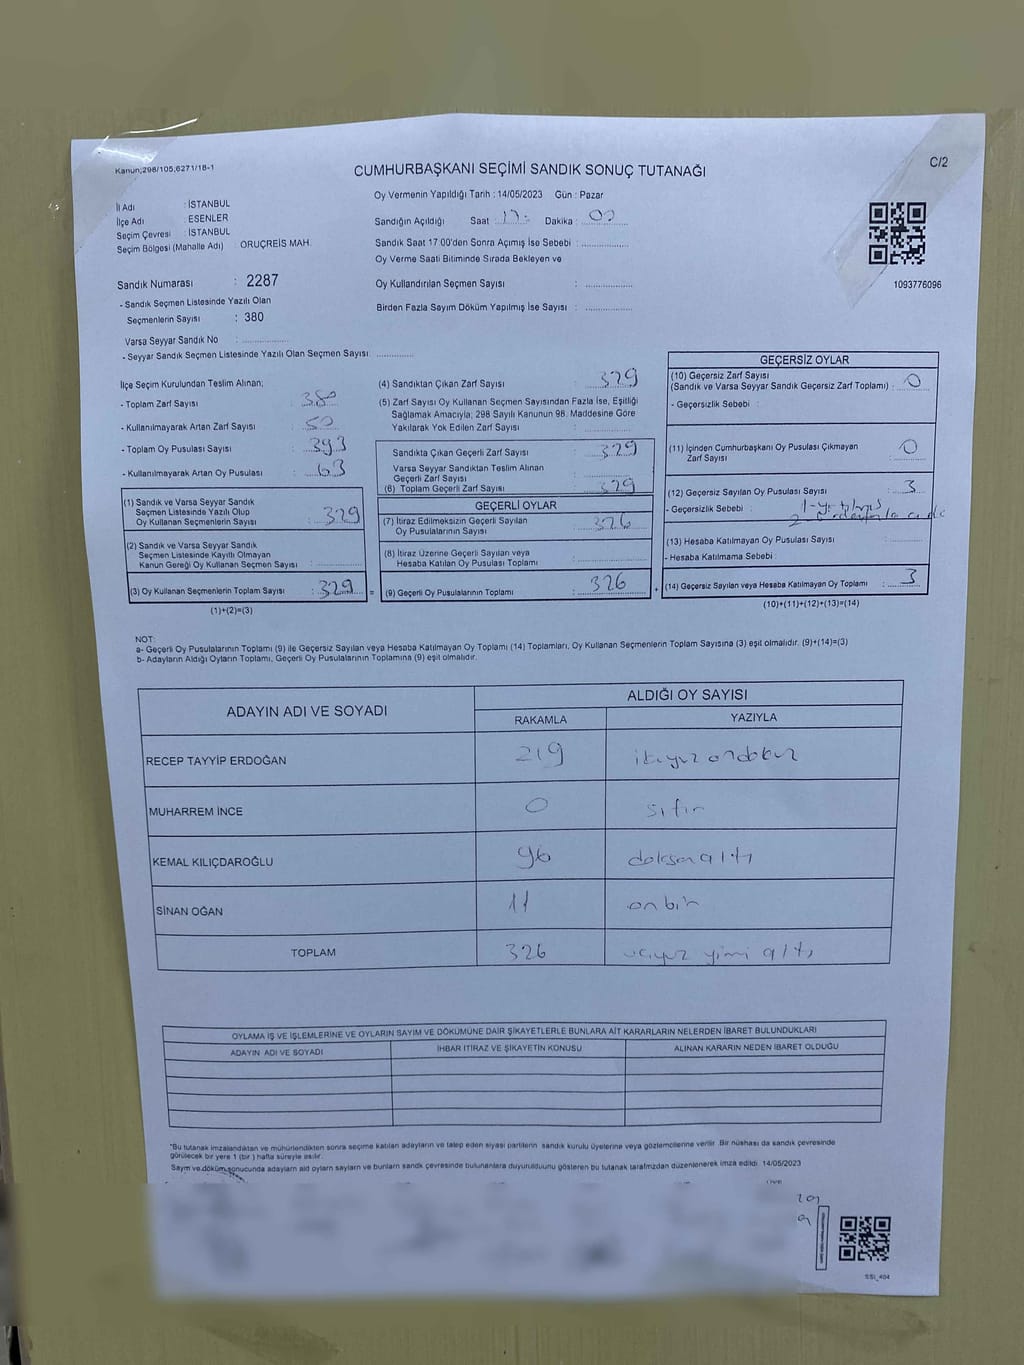 Kanun;298/105;6271/18-1
CUMHURBAŞKANI SEÇİMİ SANDIK SONUÇ TUTANAĞI
C/2
Oy Vermenin Yapıldığı Tarih : 14/05/2023 Gün : Pazar
İl Adı : İSTANBUL
İlçe Adı : ESENLER
Seçim Çevresi : İSTANBUL
Seçim Bölgesi (Mahalle Adı) : ORUÇREİS MAH.
Sandığın Açıldığı Saat 17: Dakika : 00
Sandık Saat 17:00'den Sonra Açımış İse Sebebi :
Oy Verme Saati Bitiminde Sırada Bekleyen ve
Oy Kullandırılan Seçmen Sayısı :
Birden Fazla Sayım Döküm Yapılmış İse Sayısı :
1093776096
Sandık Numarası : 2287
- Sandık Seçmen Listesinde Yazılı Olan
Seçmenlerin Sayısı : 380
Varsa Seyyar Sandık No :
- Seyyar Sandık Seçmen Listesinde Yazılı Olan Seçmen Sayısı :
İlçe Seçim Kurulundan Teslim Alınan;
- Toplam Zarf Sayısı : 380
- Kullanılmayarak Artan Zarf Sayısı : 50
- Toplam Oy Pusulası Sayısı : 393
- Kullanılmayarak Artan Oy Pusulası : 63
(1) Sandık ve Varsa Seyyar Sandık
Seçmen Listesinde Yazılı Olup
Oy Kullanan Seçmenlerin Sayısı : 329
(2) Sandık ve Varsa Seyyar Sandık
Seçmen Listesinde Kayıtlı Olmayan
Kanun Gereği Oy Kullanan Seçmen Sayısı :
(3) Oy Kullanan Seçmenlerin Toplam Sayısı : 329 =
(1)+(2)=(3)
(4) Sandıktan Çıkan Zarf Sayısı : 329
(5) Zarf Sayısı Oy Kullanan Seçmen Sayısından Fazla İse, Eşitliği
Sağlamak Amacıyla; 298 Sayılı Kanunun 98. Maddesine Göre
Yakılarak Yok Edilen Zarf Sayısı :
Sandıkta Çıkan Geçerli Zarf Sayısı : 329
Varsa Seyyar Sandıktan Teslim Alınan
Geçerli Zarf Sayısı :
(6) Toplam Geçerli Zarf Sayısı : 329
GEÇERLİ OYLAR
(7) İtiraz Edilmeksizin Geçerli Sayılan
Oy Pusulalarının Sayısı : 326
(8) İtiraz Üzerine Geçerli Sayılan veya
Hesaba Katılan Oy Pusulası Toplamı :
(9) Geçerli Oy Pusulalarının Toplamı : 326 +
GEÇERSİZ OYLAR
(10) Geçersiz Zarf Sayısı
(Sandık ve Varsa Seyyar Sandık Geçersiz Zarf Toplamı) : 0
- Geçersizlik Sebebi :
(11) İçinden Cumhurbaşkanı Oy Pusulası Çıkmayan
Zarf Sayısı : 0
(12) Geçersiz Sayılan Oy Pusulası Sayısı : 3
- Geçersizlik Sebebi :
(13) Hesaba Katılmayan Oy Pusulası Sayısı :
- Hesaba Katılmama Sebebi :
(14) Geçersiz Sayılan veya Hesaba Katılmayan Oy Toplamı : 3
(10)+(11)+(12)+(13)=(14)
NOT:
a- Geçerli Oy Pusulalarının Toplamı (9) ile Geçersiz Sayılan veya Hesaba Katılmayan Oy Toplamı (14) Toplamları, Oy Kullanan Seçmenlerin Toplam Sayısına (3) eşit olmalıdır. (9)+(14)=(3)
b- Adayların Aldığı Oyların Toplamı, Geçerli Oy Pusulalarının Toplamına (9) eşit olmalıdır.
ADAYIN ADI VE SOYADI ALDIĞI OY SAYISI
RAKAMLA YAZIYLA
RECEP TAYYİP ERDOĞAN 219 ikiyüz ondokuz
MUHARREM İNCE 0 sıfır
KEMAL KILIÇDAROĞLU 96 doksanaltı
SİNAN OĞAN 11 onbir
TOPLAM 326 üçyüz yirmi altı
OYLAMA İŞ VE İŞLEMLERİNE VE OYLARIN SAYIM VE DÖKÜMÜNE DAİR ŞİKAYETLERLE BUNLARA AİT KARARLARIN NELERDEN İBARET BULUNDUKLARI
ADAYIN ADI VE SOYADI İHBAR İTİRAZ VE ŞİKAYETİN KONUSU ALINAN KARARIN NEDEN İBARET OLDUĞU
"Bu tutanak imzalandıktan ve mühürlendikten sonra seçime katılan adayların ve talep eden siyasi partilerin sandık kurulu üyelerine veya gözlemcilerine verilir. Bir nüshası da sandık çevresinde
görülecek bir yere 1 (bir ) hafta süreyle asılır.
Sayım ve döküm sonucunda adayların aldı oyların sayların ve bunların sandk çevresinde bulunanlara duyurulduunu gösteren bu tutanak tarafmzdan düzenlenerek imza edildi. 14/05/2023
SSI_404